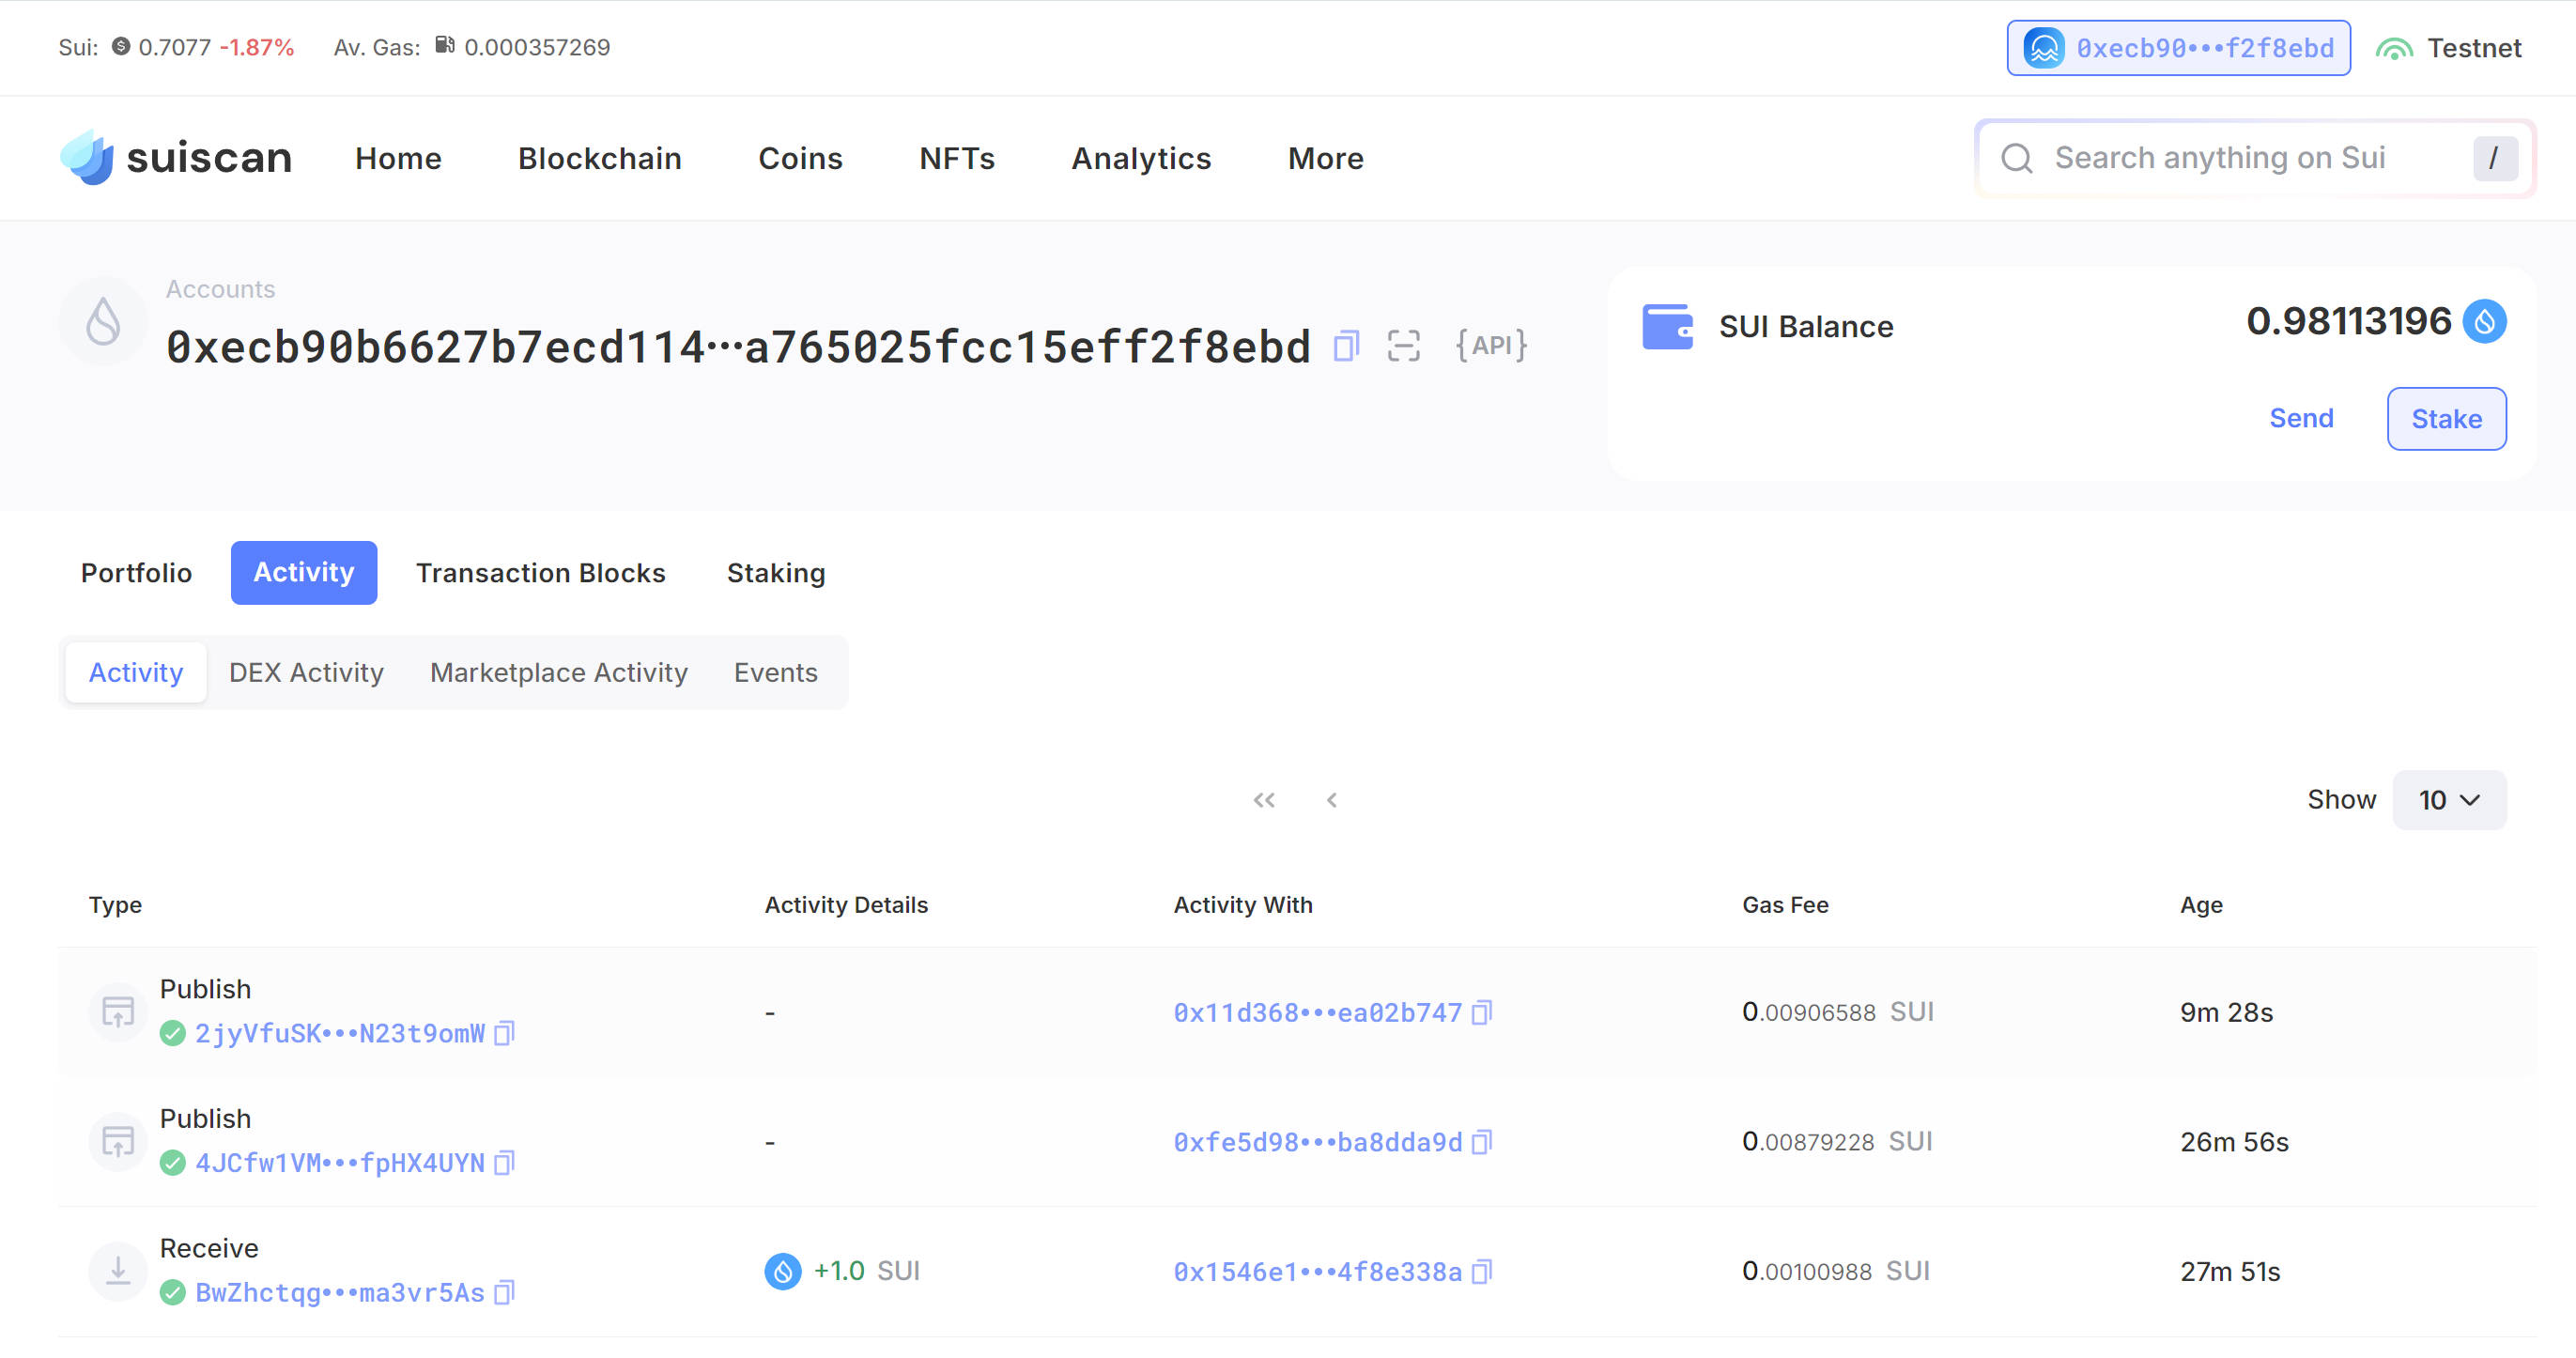 Sui: 0.7077 -1.87% Av. Gas: 0.000357269 0xecb90•••f2f8ebd Testnet
suiscan Home Blockchain Coins NFTs Analytics More Search anything on Sui /
Accounts
0xecb90b6627b7ecd114•••a765025fcc15eff2f8ebd {API}
SUI Balance 0.98113196
Send Stake
Portfolio Activity Transaction Blocks Staking
Activity DEX Activity Marketplace Activity Events
Show 10
Type Activity Details Activity With Gas Fee Age
Publish
2jyVfuSK•••N23t9omW - 0x11d368•••ea02b747 0.00906588 SUI 9m 28s
Publish
4JCfw1VM•••fpHX4UYN - 0xfe5d98•••ba8dda9d 0.00879228 SUI 26m 56s
Receive
BwZhctqg•••ma3vr5As +1.0 SUI 0x1546e1•••4f8e338a 0.00100988 SUI 27m 51s